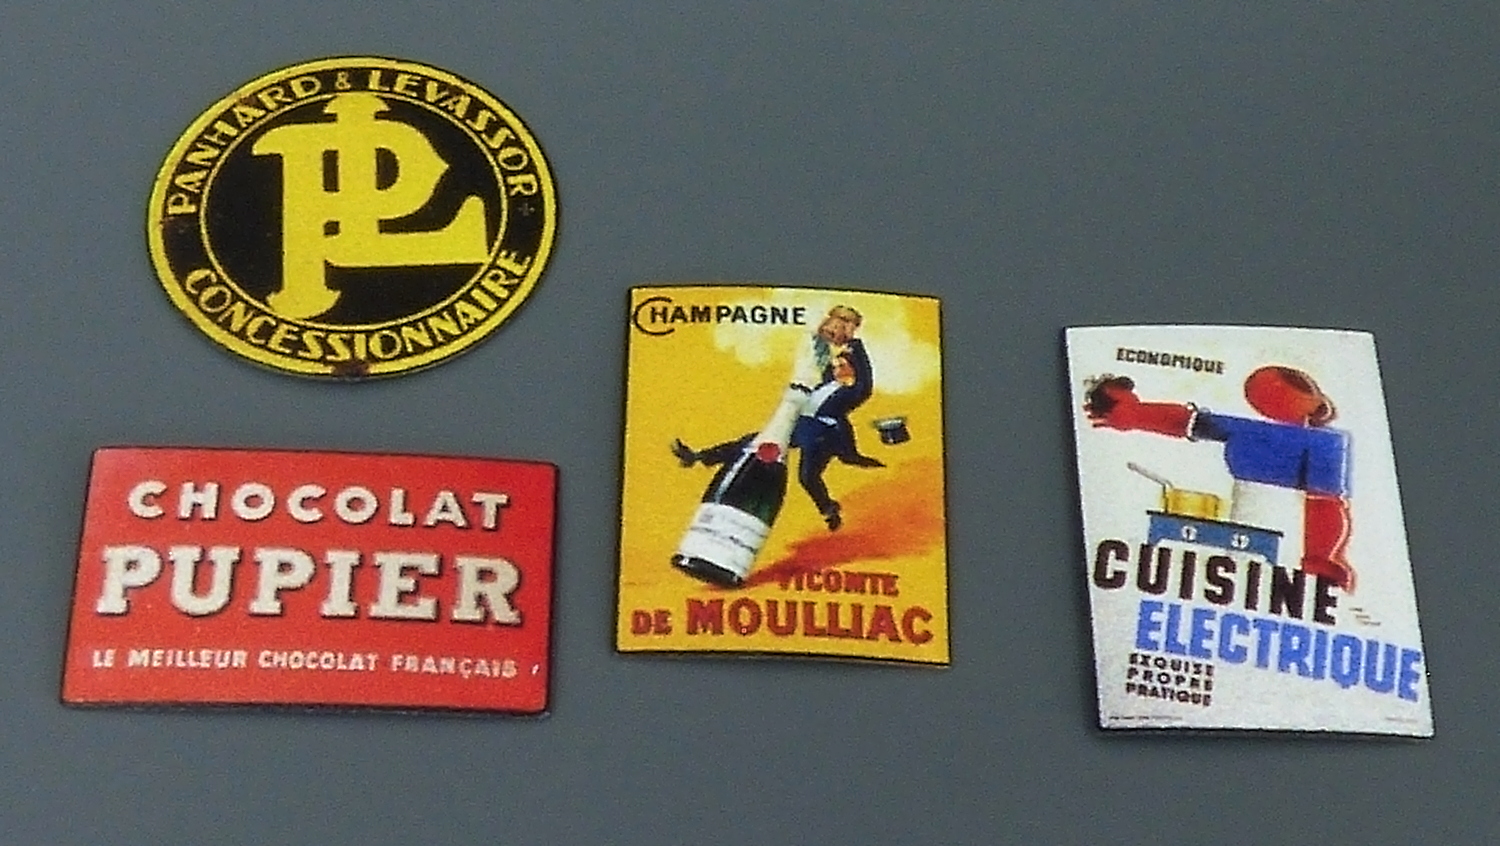 PANHARD & LEVASSOR
PL
CONCESSIONNAIRE
CHOCOLAT
PUPIER
LE MEILLEUR CHOCOLAT FRANÇAIS
CHAMPAGNE
VICOMTE
DE MOULLIAC
ECONOMIQUE
CUISINE
ELECTRIQUE
EXQUISE
PROPRE
PRATIQUE